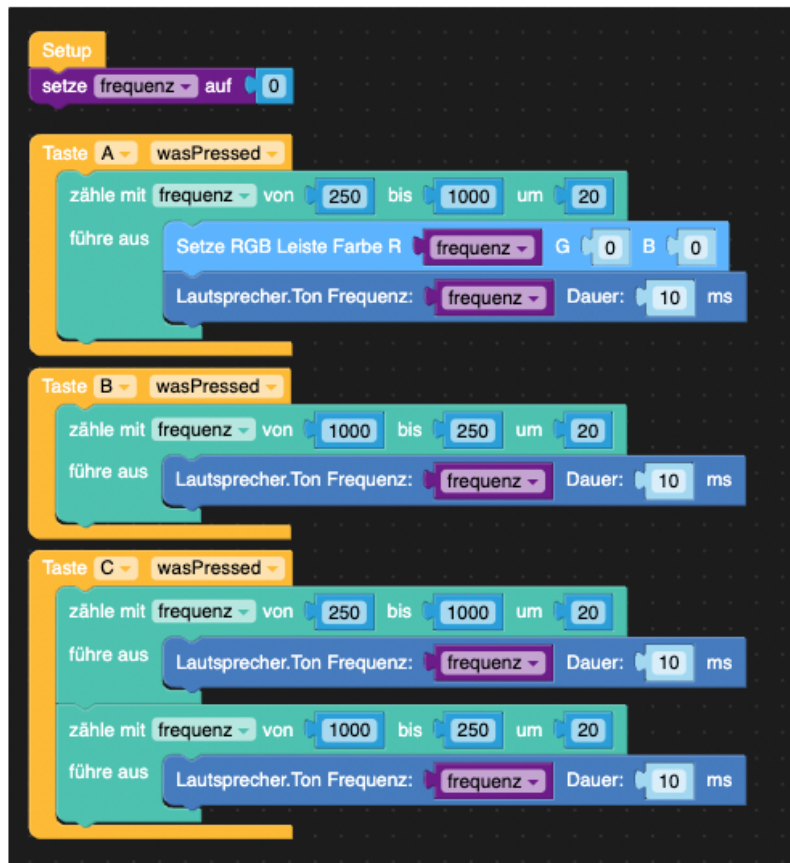 Setup
setze frequenz auf 0
Taste A wasPressed
zähle mit frequenz von 250 bis 1000 um 20
führe aus
Setze RGB Leiste Farbe R frequenz G 0 B 0
Lautsprecher.Ton Frequenz: frequenz Dauer: 10 ms
Taste B wasPressed
zähle mit frequenz von 1000 bis 250 um 20
führe aus
Lautsprecher.Ton Frequenz: frequenz Dauer: 10 ms
Taste C wasPressed
zähle mit frequenz von 250 bis 1000 um 20
führe aus
Lautsprecher.Ton Frequenz: frequenz Dauer: 10 ms
zähle mit frequenz von 1000 bis 250 um 20
führe aus
Lautsprecher.Ton Frequenz: frequenz Dauer: 10 ms